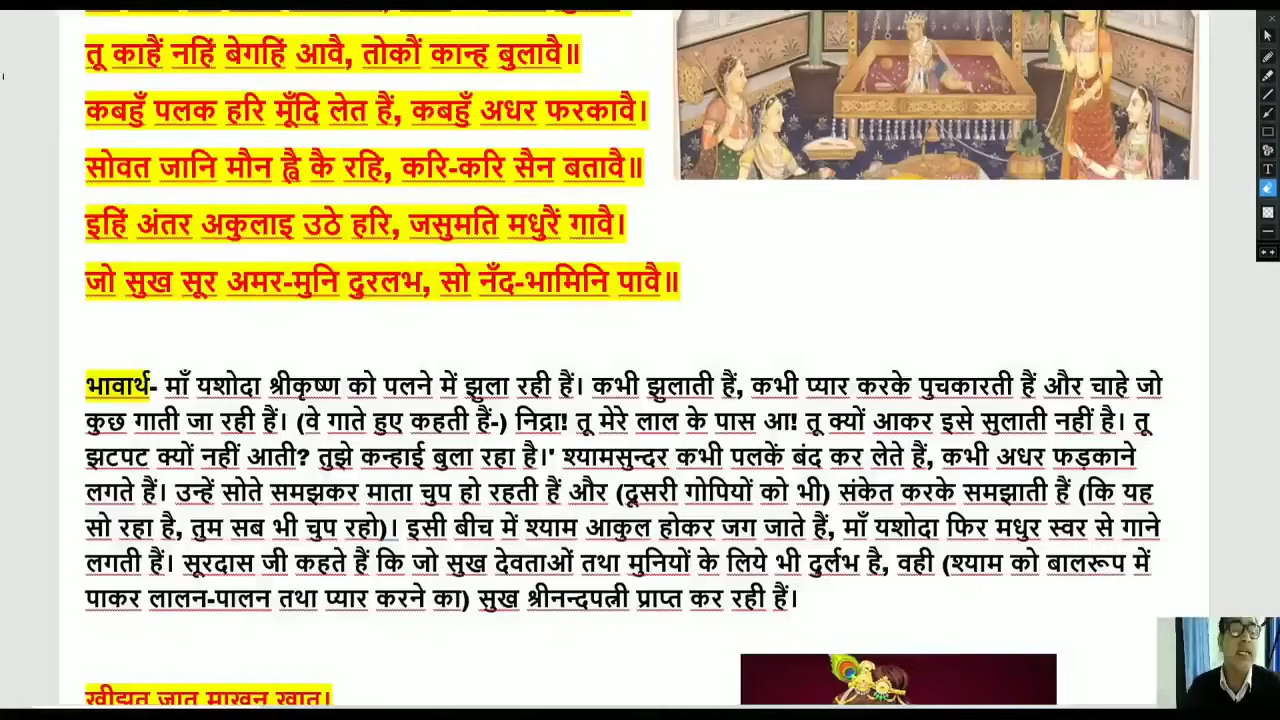 तू काहैं नहिं बेगहिं आवै, तोकौं कान्ह बुलावै॥
कबहुँ पलक हरि मूँदि लेत हैं, कबहुँ अधर फरकावै।
सोवत जानि मौन ह्वै कै रहि, करि-करि सैन बतावै॥
इहिं अंतर अकुलाइ उठे हरि, जसुमति मधुरैं गावै।
जो सुख सूर अमर-मुनि दुरलभ, सो नँद-भामिनि पावै॥
भावार्थ- माँ यशोदा श्रीकृष्ण को पलने में झुला रही हैं। कभी झुलाती हैं, कभी प्यार करके पुचकारती हैं और चाहे जो
कुछ गाती जा रही हैं। (वे गाते हुए कहती हैं-) निद्रा! तू मेरे लाल के पास आ! तू क्यों आकर इसे सुलाती नहीं है। तू
झटपट क्यों नहीं आती? तुझे कन्हाई बुला रहा है।' श्यामसुन्दर कभी पलकें बंद कर लेते हैं, कभी अधर फड़काने
लगते हैं। उन्हें सोते समझकर माता चुप हो रहती हैं और (दूसरी गोपियों को भी) संकेत करके समझाती हैं (कि यह
सो रहा है, तुम सब भी चुप रहो)। इसी बीच में श्याम आकुल होकर जग जाते हैं, माँ यशोदा फिर मधुर स्वर से गाने
लगती हैं। सूरदास जी कहते हैं कि जो सुख देवताओं तथा मुनियों के लिये भी दुर्लभ है, वही (श्याम को बालरूप में
पाकर लालन-पालन तथा प्यार करने का) सुख श्रीनन्दपत्नी प्राप्त कर रही हैं।
खीझत जात माखन खात।